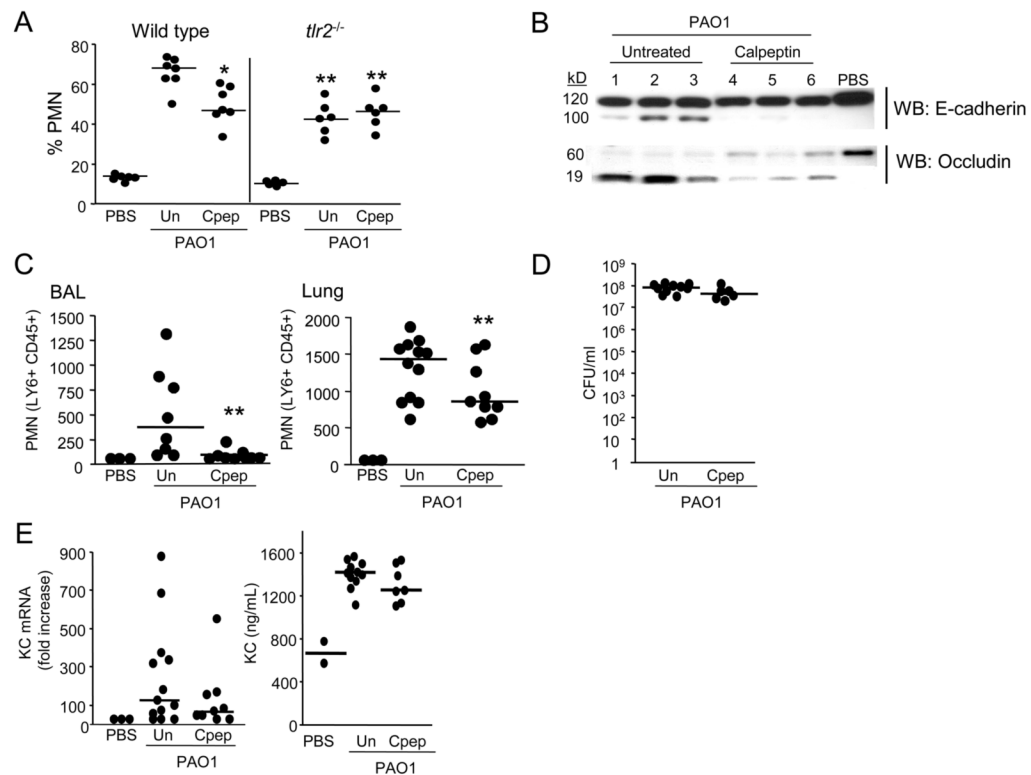 A
Wild type
tlr2-/-
% PMN
80
60
40
20
0
*
**
**
PBS
Un
Cpep
PBS
Un
Cpep
PAO1
PAO1
B
PAO1
Untreated
Calpeptin
kD
1 2 3 4 5 6 PBS
120
100
WB: E-cadherin
60
19
WB: Occludin
C
BAL
PMN (LY6+ CD45+)
1500
1250
1000
750
500
250
0
**
PBS
Un
Cpep
PAO1
Lung
PMN (LY6+ CD45+)
2000
1500
1000
500
0
**
PBS
Un
Cpep
PAO1
D
CFU/ml
10⁹
10⁸
10⁷
10⁶
10⁵
10⁴
10³
10²
10
1
Un
Cpep
PAO1
E
KC mRNA
(fold increase)
900
700
500
300
100
0
PBS
Un
Cpep
PAO1
KC (ng/mL)
1600
1200
800
400
0
PBS
Un
Cpep
PAO1